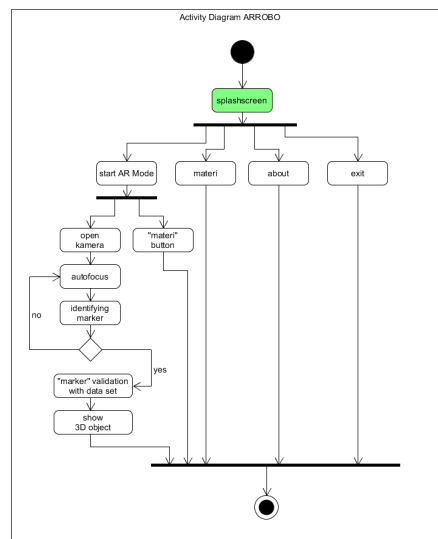 Activity Diagram ARROBO
splashscreen
start AR Mode
materi
about
exit
open
kamera
"materi"
button
autofocus
identifying
marker
no
yes
"marker" validation
with data set
show
3D object